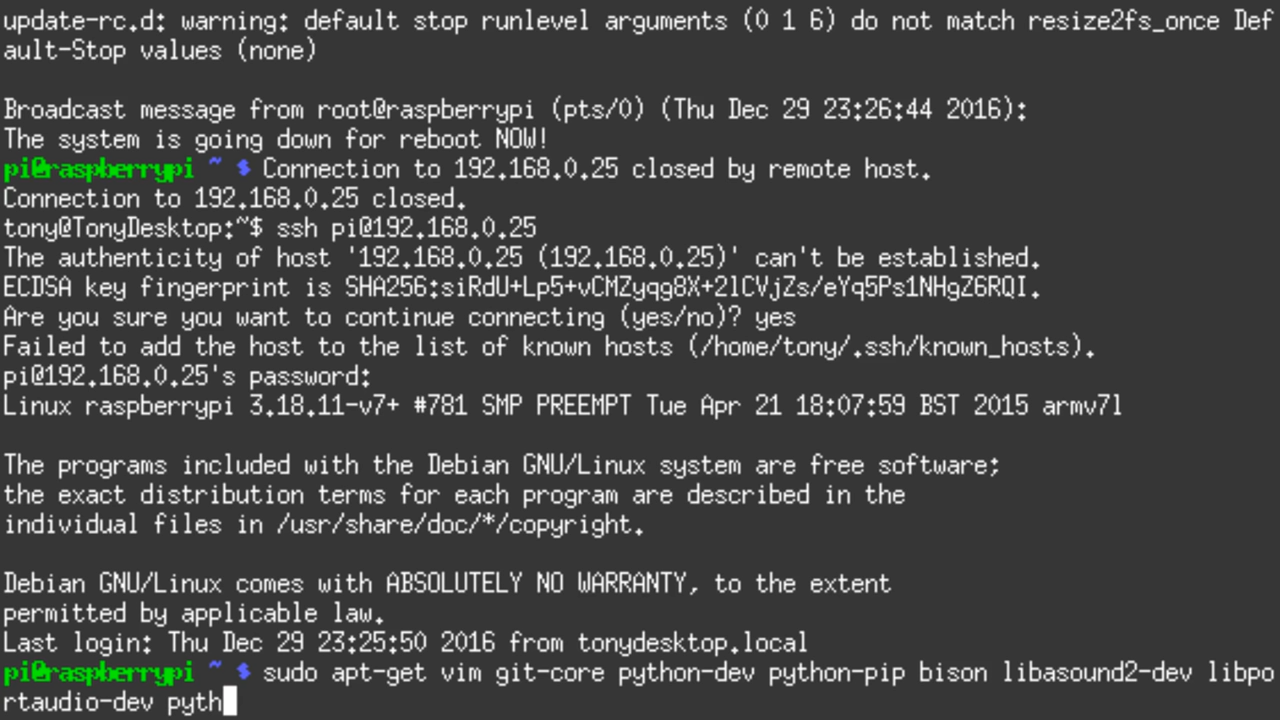 update-rc.d: warning: default stop runlevel arguments (0 1 6) do not match resize2fs_once Def
ault-Stop values (none)
Broadcast message from root@raspberrypi (pts/0) (Thu Dec 29 23:26:44 2016):
The system is going down for reboot NOW!
pi@raspberrypi ~ $ Connection to 192.168.0.25 closed by remote host.
Connection to 192.168.0.25 closed.
tony@TonyDesktop:~$ ssh pi@192.168.0.25
The authenticity of host '192.168.0.25 (192.168.0.25)' can't be established.
ECDSA key fingerprint is SHA256:siRdU+Lp5+vCMZyqg8X+2lCVjZs/eYq5Ps1NHgZ6RQI.
Are you sure you want to continue connecting (yes/no)? yes
Failed to add the host to the list of known hosts (/home/tony/.ssh/known_hosts).
pi@192.168.0.25's password:
Linux raspberrypi 3.18.11-v7+ #781 SMP PREEMPT Tue Apr 21 18:07:59 BST 2015 armv7l
The programs included with the Debian GNU/Linux system are free software;
the exact distribution terms for each program are described in the
individual files in /usr/share/doc/*/copyright.
Debian GNU/Linux comes with ABSOLUTELY NO WARRANTY, to the extent
permitted by applicable law.
Last login: Thu Dec 29 23:25:50 2016 from tonydesktop.local
pi@raspberrypi ~ $ sudo apt-get vim git-core python-dev python-pip bison libasound2-dev libpo
rtaudio-dev pyth